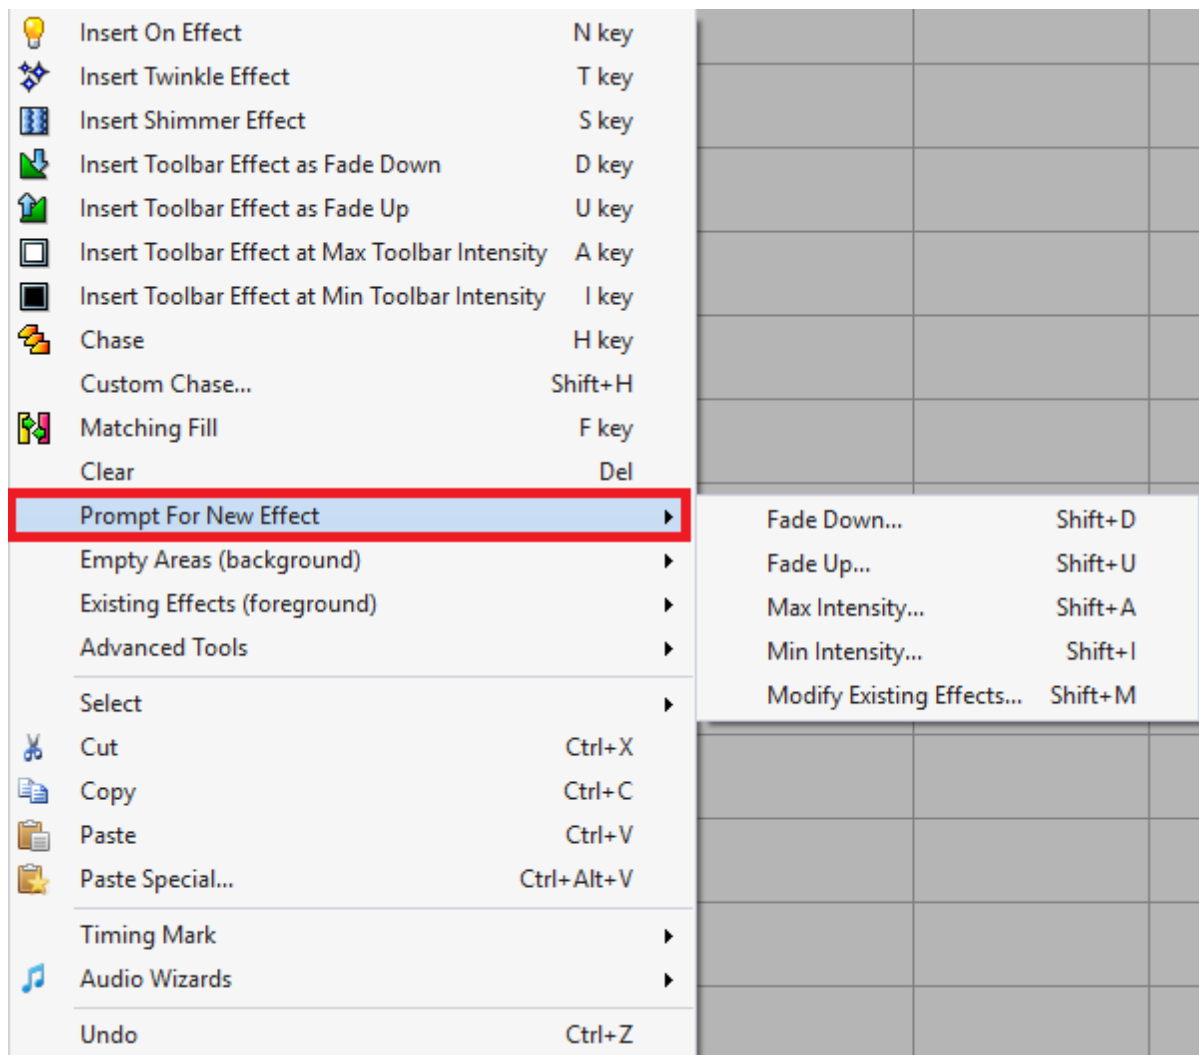 Insert On Effect N key
Insert Twinkle Effect T key
Insert Shimmer Effect S key
Insert Toolbar Effect as Fade Down D key
Insert Toolbar Effect as Fade Up U key
Insert Toolbar Effect at Max Toolbar Intensity A key
Insert Toolbar Effect at Min Toolbar Intensity I key
Chase H key
Custom Chase... Shift+H
Matching Fill F key
Clear Del
Prompt For New Effect
Empty Areas (background)
Existing Effects (foreground)
Advanced Tools
Select
Cut Ctrl+X
Copy Ctrl+C
Paste Ctrl+V
Paste Special... Ctrl+Alt+V
Timing Mark
Audio Wizards
Undo Ctrl+Z
Fade Down... Shift+D
Fade Up... Shift+U
Max Intensity... Shift+A
Min Intensity... Shift+I
Modify Existing Effects... Shift+M